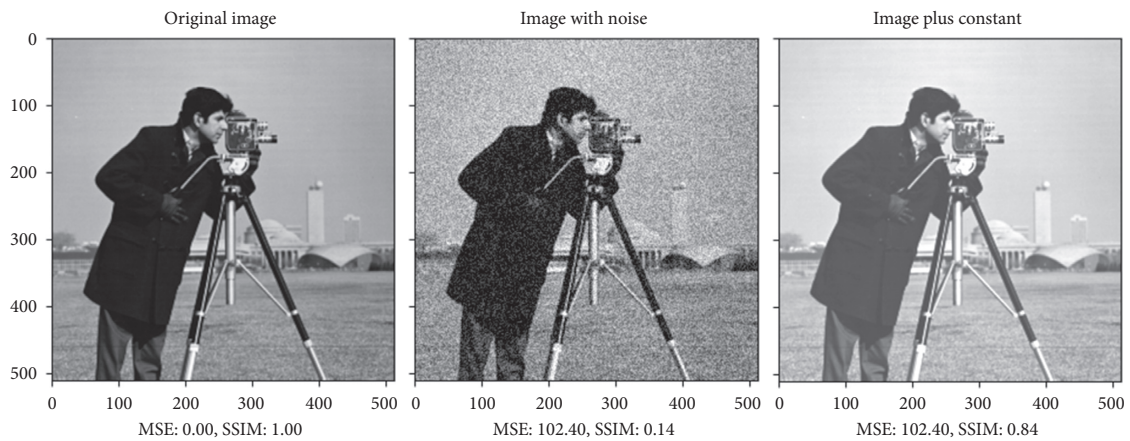 Original image Image with noise Image plus constant
0
100
200
300
400
500
0 100 200 300 400 500 0 100 200 300 400 500 0 100 200 300 400 500
MSE: 0.00, SSIM: 1.00 MSE: 102.40, SSIM: 0.14 MSE: 102.40, SSIM: 0.84